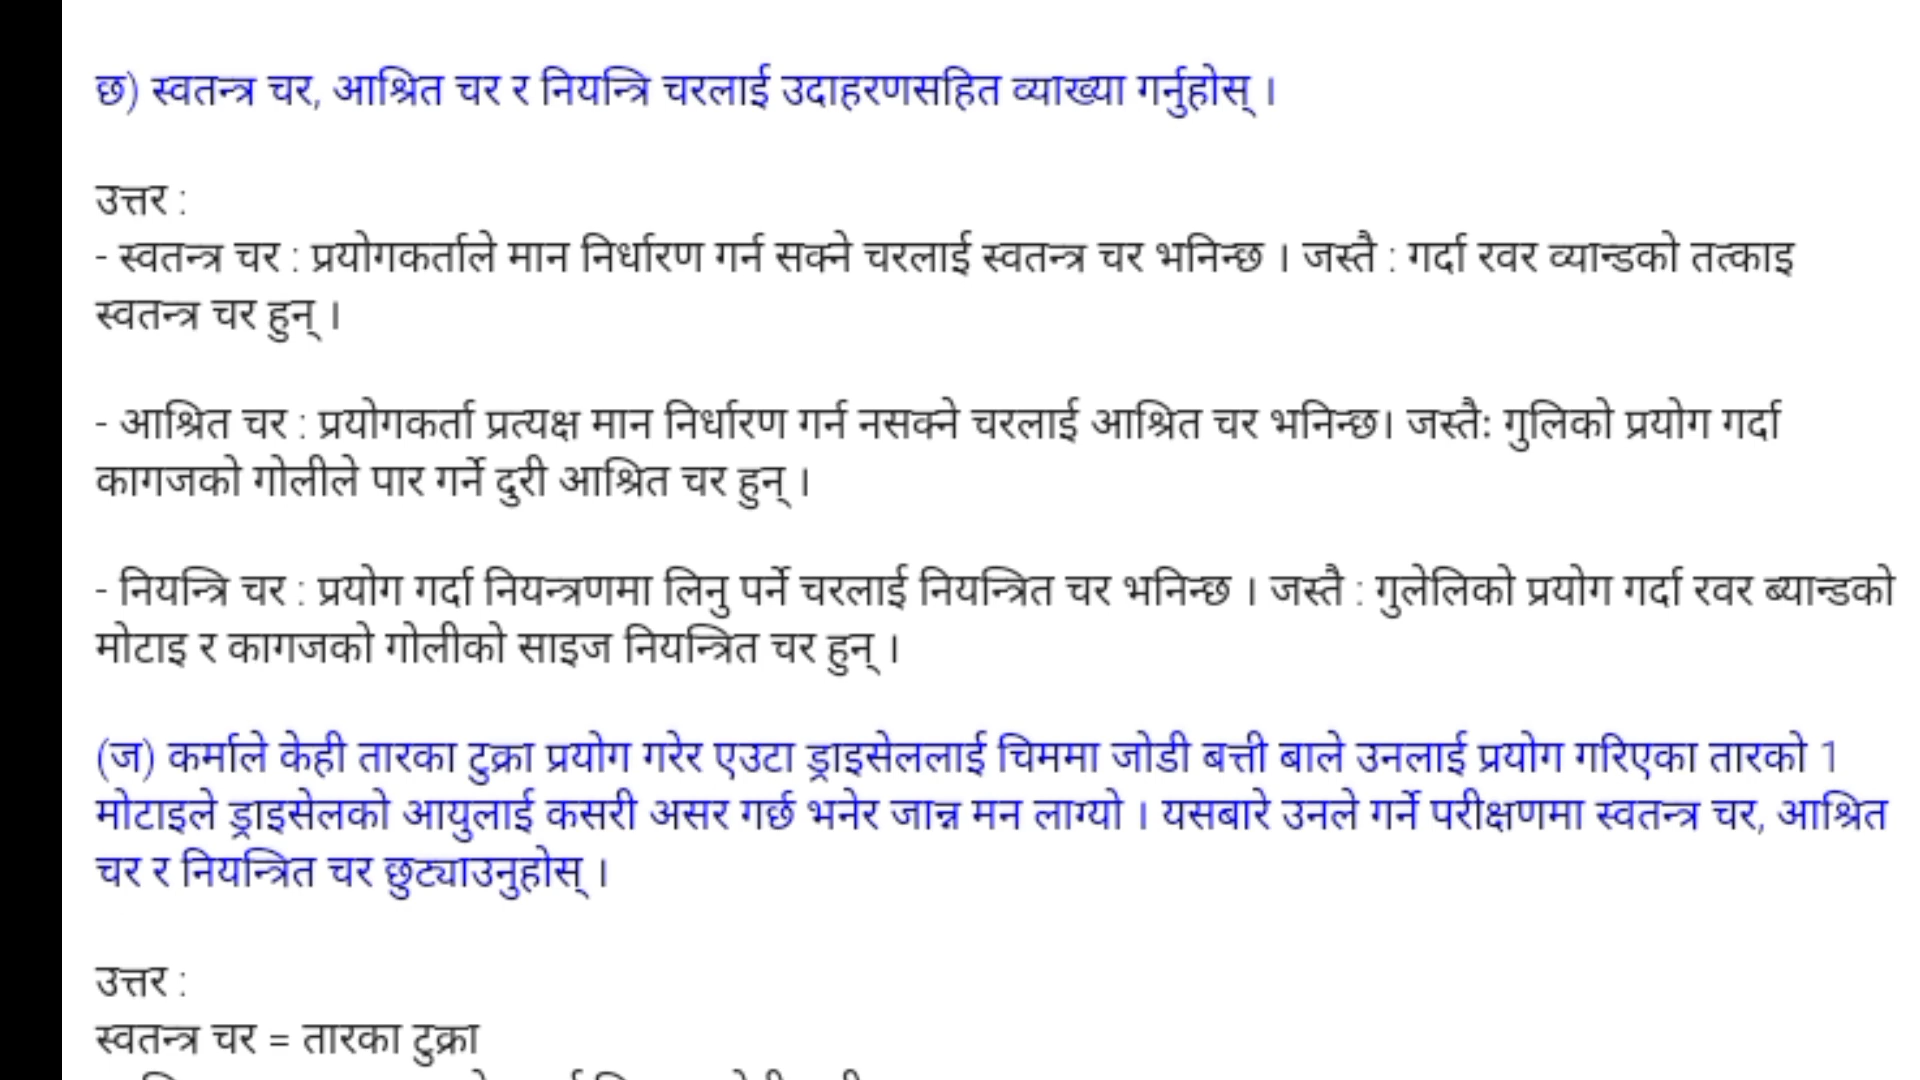 छ) स्वतन्त्र चर, आश्रित चर र नियन्त्रि चरलाई उदाहरणसहित व्याख्या गर्नुहोस् ।
उत्तर :
- स्वतन्त्र चर : प्रयोगकर्ताले मान निर्धारण गर्न सक्ने चरलाई स्वतन्त्र चर भनिन्छ । जस्तै : गर्दा रवर व्यान्डको तत्काइ
स्वतन्त्र चर हुन् ।
- आश्रित चर : प्रयोगकर्ता प्रत्यक्ष मान निर्धारण गर्न नसक्ने चरलाई आश्रित चर भनिन्छ। जस्तैः गुलिको प्रयोग गर्दा
कागजको गोलीले पार गर्ने दुरी आश्रित चर हुन् ।
- नियन्त्रि चर : प्रयोग गर्दा नियन्त्रणमा लिनु पर्ने चरलाई नियन्त्रित चर भनिन्छ । जस्तै : गुलेलिको प्रयोग गर्दा रवर ब्यान्डको
मोटाइ र कागजको गोलीको साइज नियन्त्रित चर हुन् ।
(ज) कर्माले केही तारका टुक्रा प्रयोग गरेर एउटा ड्राइसेललाई चिममा जोडी बत्ती बाले उनलाई प्रयोग गरिएका तारको 1
मोटाइले ड्राइसेलको आयुलाई कसरी असर गर्छ भनेर जान्न मन लाग्यो । यसबारे उनले गर्ने परीक्षणमा स्वतन्त्र चर, आश्रित
चर र नियन्त्रित चर छुट्याउनुहोस् ।
उत्तर :
स्वतन्त्र चर = तारका टुक्रा